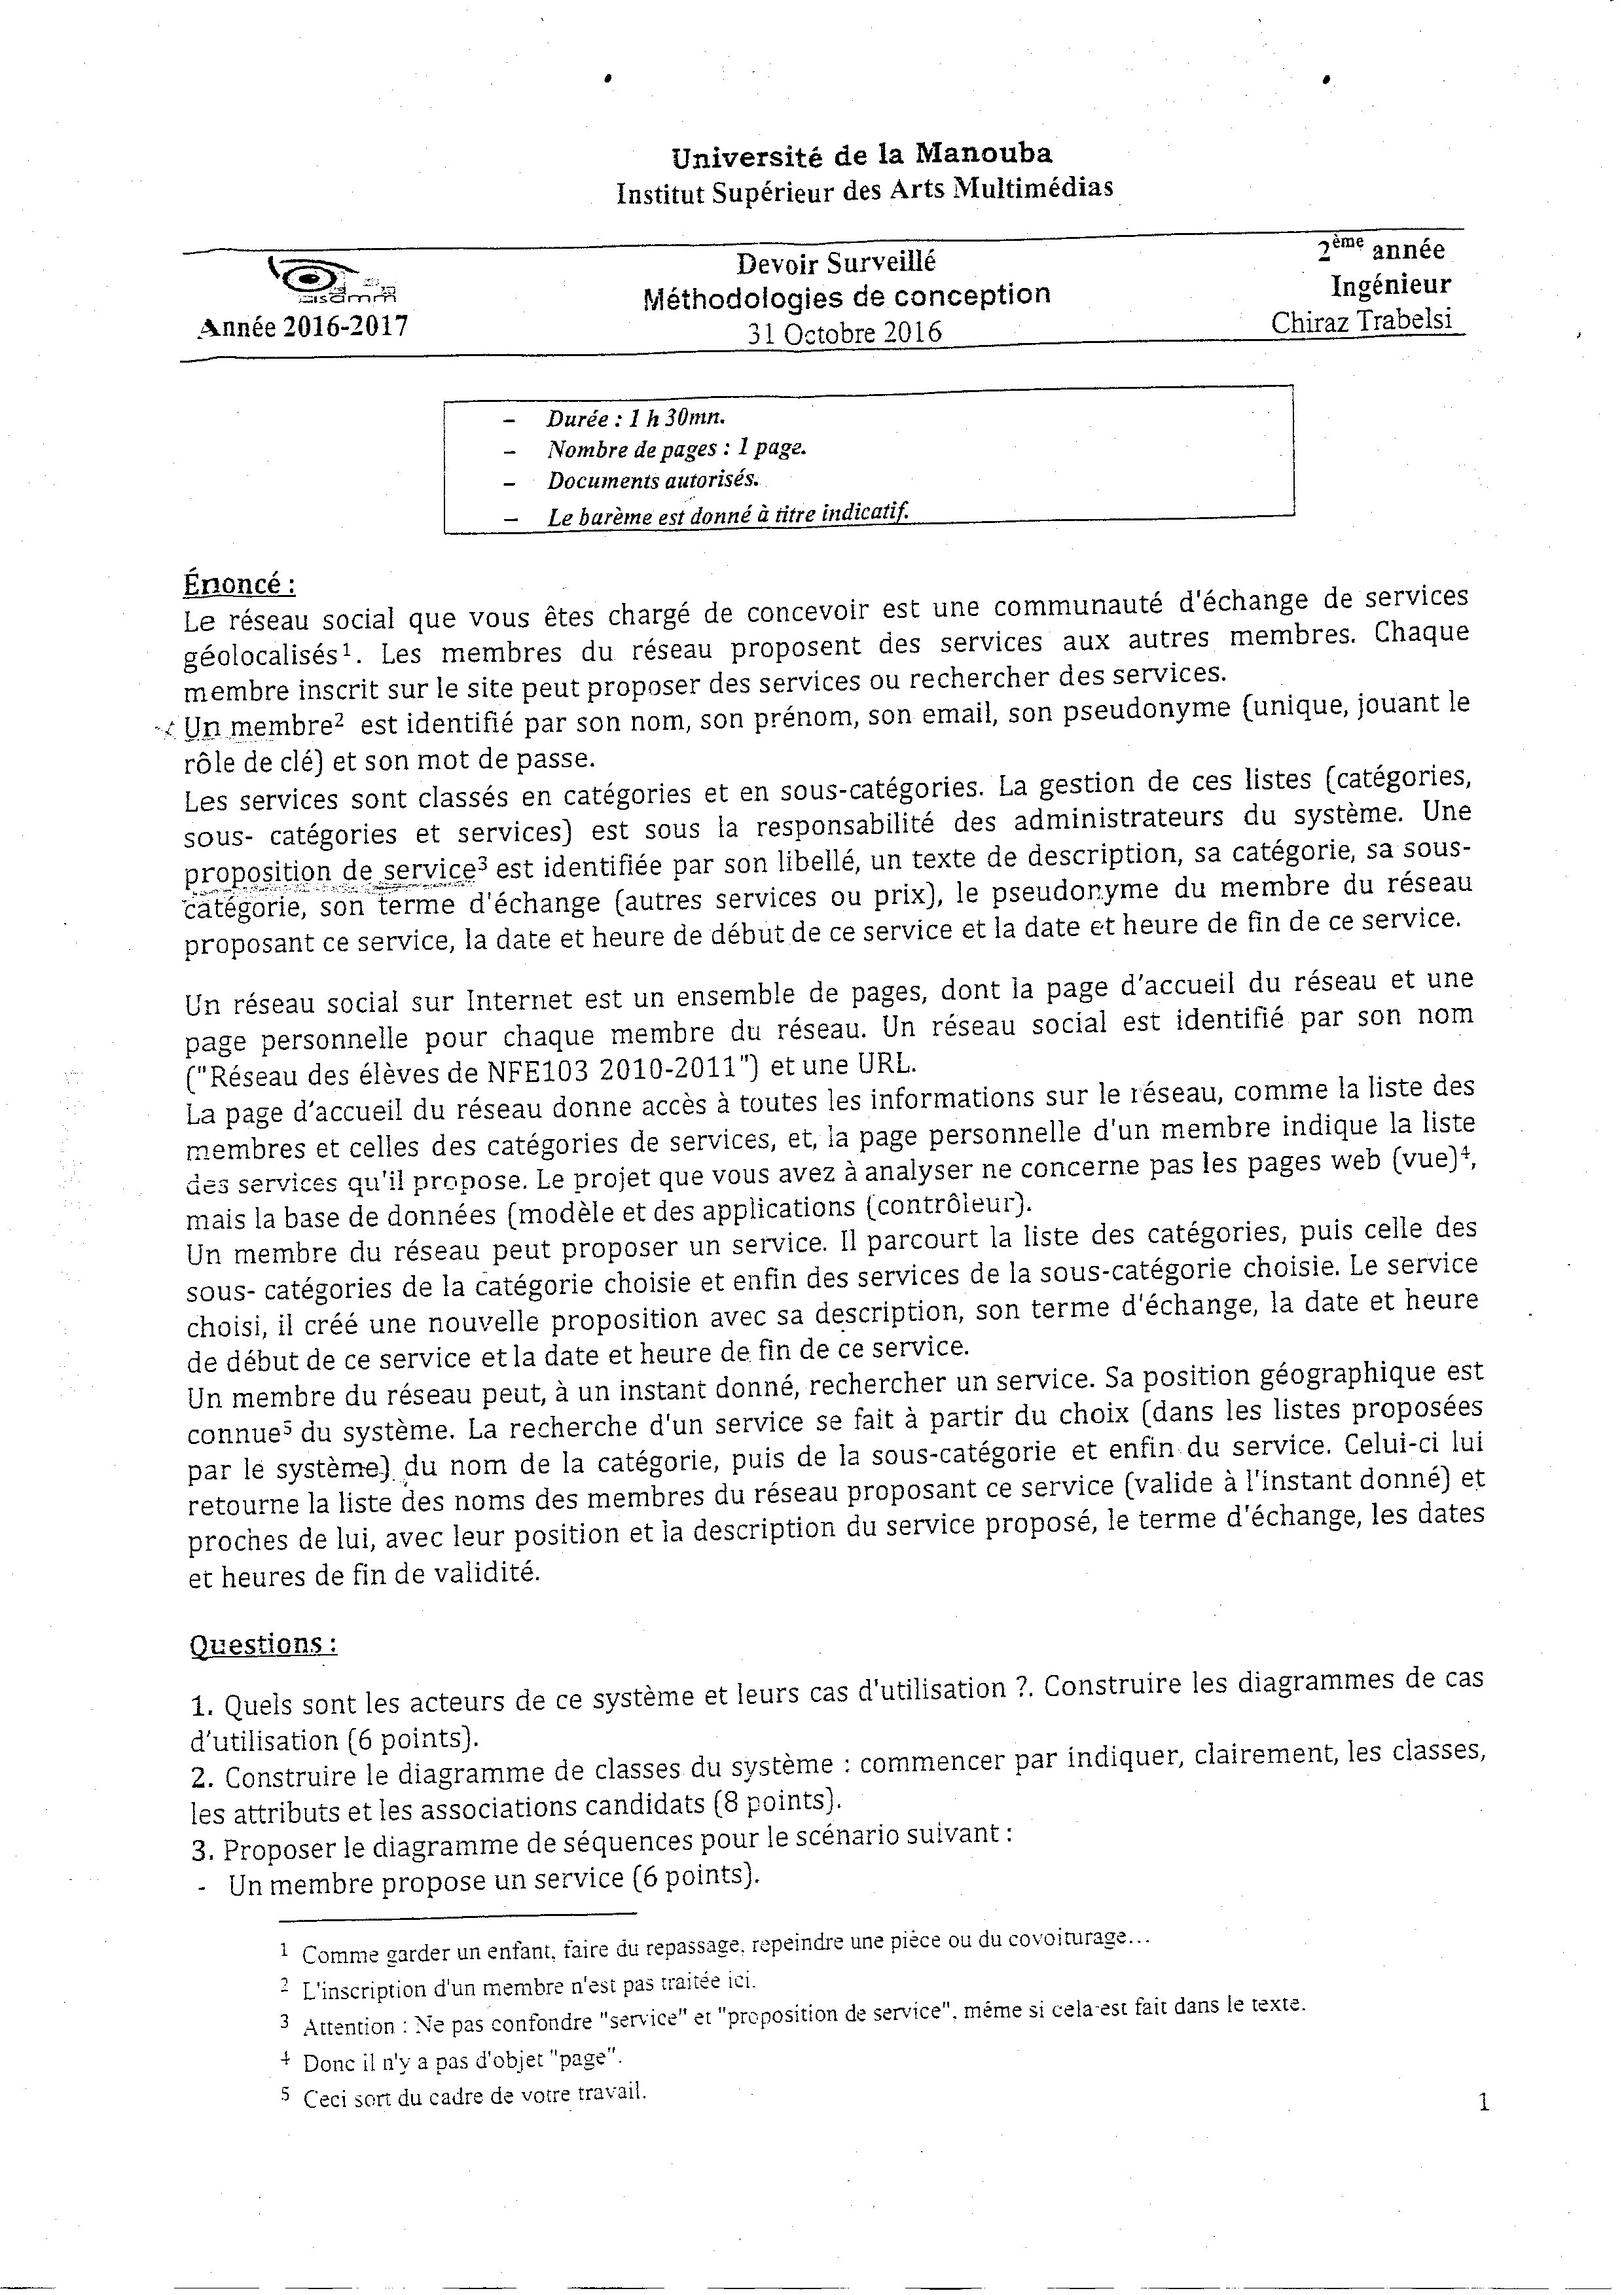 Université de la Manouba
Institut Supérieur des Arts Multimédias
Année 2016-2017
Devoir Surveillé
Méthodologies de conception
31 Octobre 2016
2ème année
Ingénieur
Chiraz Trabelsi
- Durée : 1 h 30mn.
- Nombre de pages : 1 page.
- Documents autorisés.
- Le barème est donné à titre indicatif.
Énoncé :
Le réseau social que vous êtes chargé de concevoir est une communauté d'échange de services
géolocalisés1. Les membres du réseau proposent des services aux autres membres. Chaque
membre inscrit sur le site peut proposer des services ou rechercher des services.
Un membre2 est identifié par son nom, son prénom, son email, son pseudonyme (unique, jouant le
rôle de clé) et son mot de passe.
Les services sont classés en catégories et en sous-catégories. La gestion de ces listes (catégories,
sous- catégories et services) est sous la responsabilité des administrateurs du système. Une
proposition de service3 est identifiée par son libellé, un texte de description, sa catégorie, sa sous-
catégorie, son terme d'échange (autres services ou prix), le pseudonyme du membre du réseau
proposant ce service, la date et heure de début de ce service et la date et heure de fin de ce service.
Un réseau social sur Internet est un ensemble de pages, dont la page d'accueil du réseau et une
page personnelle pour chaque membre du réseau. Un réseau social est identifié par son nom
("Réseau des élèves de NFE103 2010-2011") et une URL.
La page d'accueil du réseau donne accès à toutes les informations sur le réseau, comme la liste des
membres et celles des catégories de services, et, la page personnelle d'un membre indique la liste
des services qu'il propose. Le projet que vous avez à analyser ne concerne pas les pages web (vue)4,
mais la base de données (modèle et des applications (contrôleur).
Un membre du réseau peut proposer un service. Il parcourt la liste des catégories, puis celle des
sous- catégories de la catégorie choisie et enfin des services de la sous-catégorie choisie. Le service
choisi, il créé une nouvelle proposition avec sa description, son terme d'échange, la date et heure
de début de ce service et la date et heure de fin de ce service.
Un membre du réseau peut, à un instant donné, rechercher un service. Sa position géographique est
connue5 du système. La recherche d'un service se fait à partir du choix (dans les listes proposées
par le système) du nom de la catégorie, puis de la sous-catégorie et enfin du service. Celui-ci lui
retourne la liste des noms des membres du réseau proposant ce service (valide à l'instant donné) et
proches de lui, avec leur position et la description du service proposé, le terme d'échange, les dates
et heures de fin de validité.
Questions :
1. Quels sont les acteurs de ce système et leurs cas d'utilisation ?. Construire les diagrammes de cas
d'utilisation (6 points).
2. Construire le diagramme de classes du système : commencer par indiquer, clairement, les classes,
les attributs et les associations candidats (8 points).
3. Proposer le diagramme de séquences pour le scénario suivant :
- Un membre propose un service (6 points).
1 Comme garder un enfant, faire du repassage, repeindre une pièce ou du covoiturage...
2 L'inscription d'un membre n'est pas traitée ici.
3 Attention : Ne pas confondre "service" et "proposition de service", même si cela est fait dans le texte.
4 Donc il n'y a pas d'objet "page".
5 Ceci sort du cadre de votre travail.
1